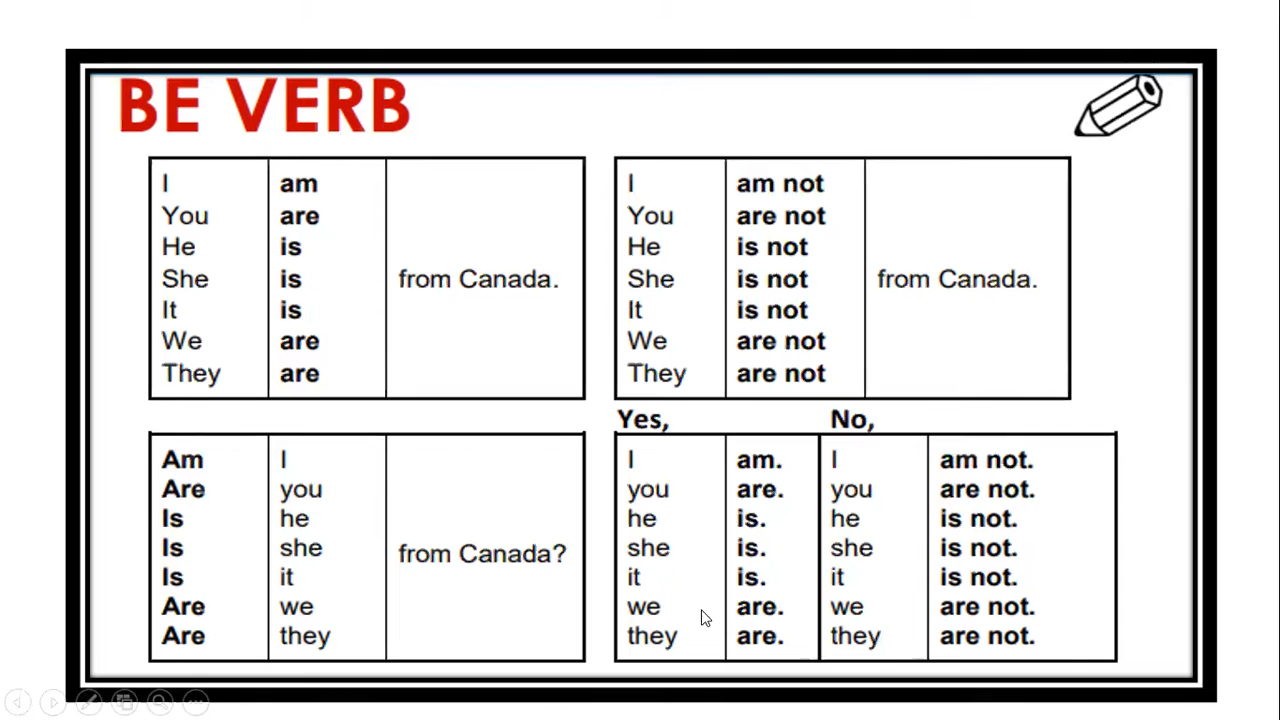 BE VERB
I am
You are
He is
She is from Canada.
It is
We are
They are
I am not
You are not
He is not
She is not from Canada.
It is not
We are not
They are not
Am I
Are you
Is he
Is she from Canada?
Is it
Are we
Are they
Yes, No,
I am. I am not.
you are. you are not.
he is. he is not.
she is. she is not.
it is. it is not.
we are. we are not.
they are. they are not.